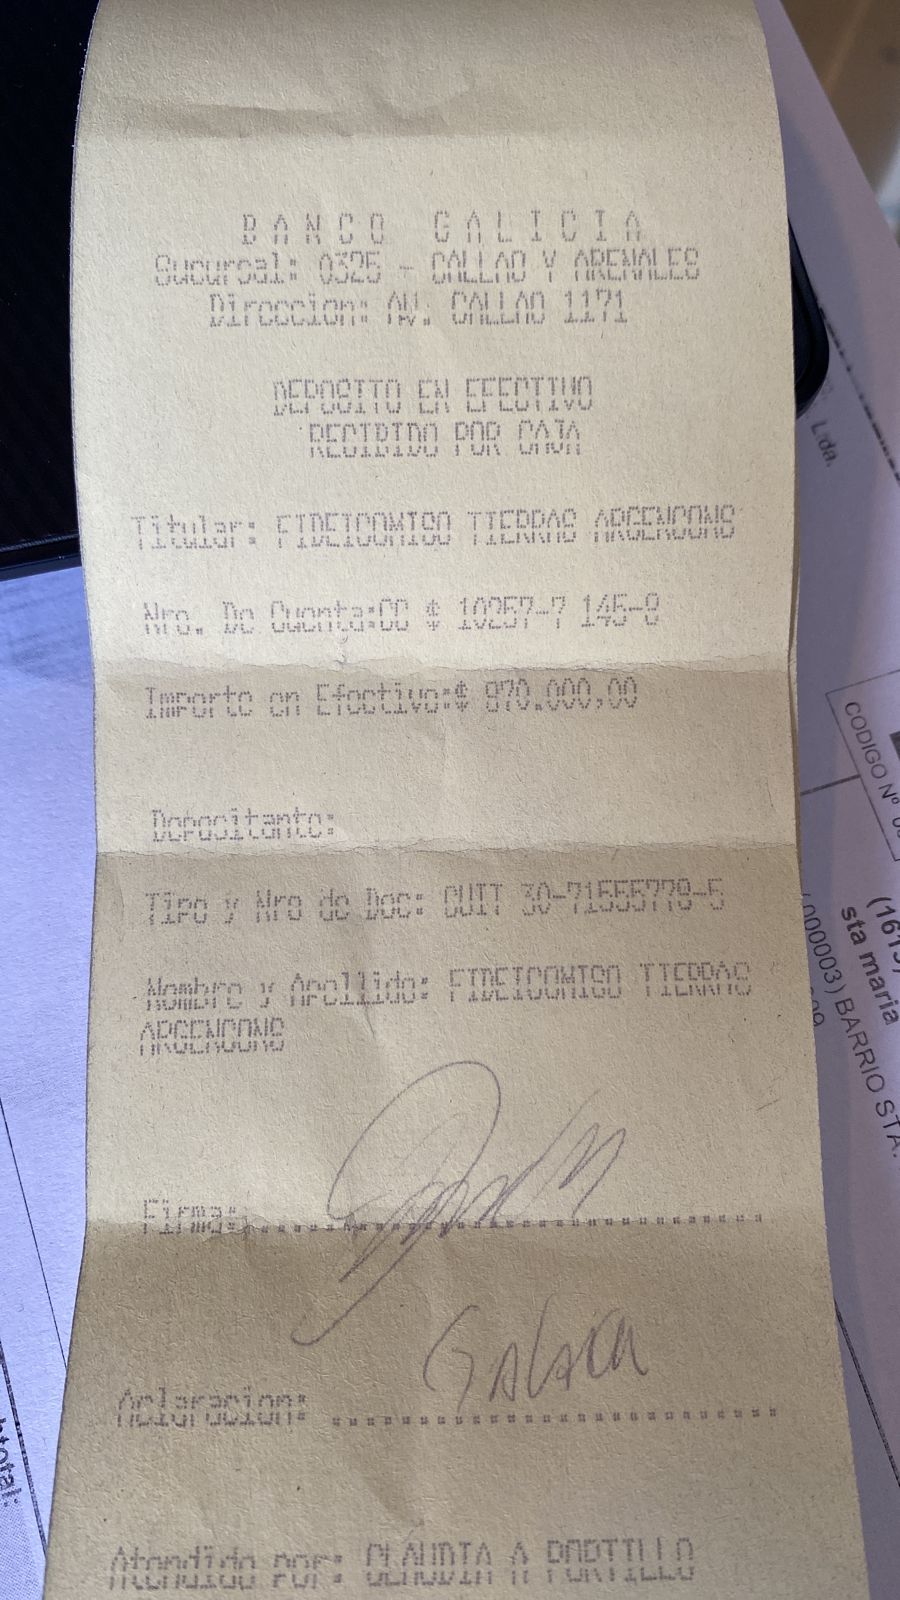 BANCO GALICIA
Sucursal: 0325 - CALLAO Y ARENALES
Direccion: AV. CALLAO 1171
DEPOSITO EN EFECTIVO
RECIBIDO POR CAJA
Titular: FIDEICOMISO TIERRAS ARGENCONS
Nro. De Cuenta:CC $ 10257-7 145-8
Importe en Efectivo:$ 870.000,00
Depositante:
Tipo y Nro de Doc: CUIT 30-71555778-5
Nombre y Apellido: FIDEICOMISO TIERRAS
ARGENCONS
Firma:
Aclaracion:
Atendido por: CLAUDIA A PORTILLO
Ltda.
CODIGO Nº
sta maria
(000003) BARRIO STA.